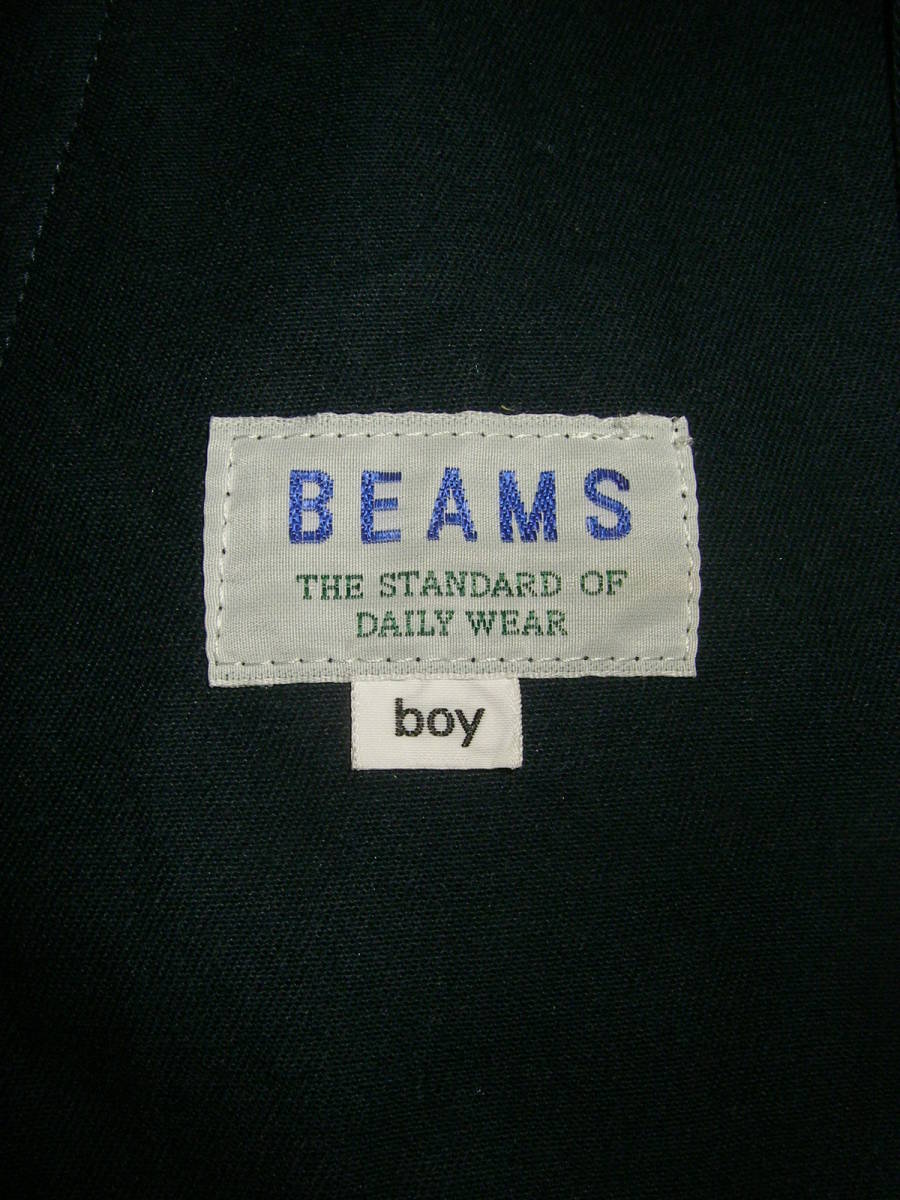 BEAMS
THE STANDARD OF
DAILY WEAR
boy